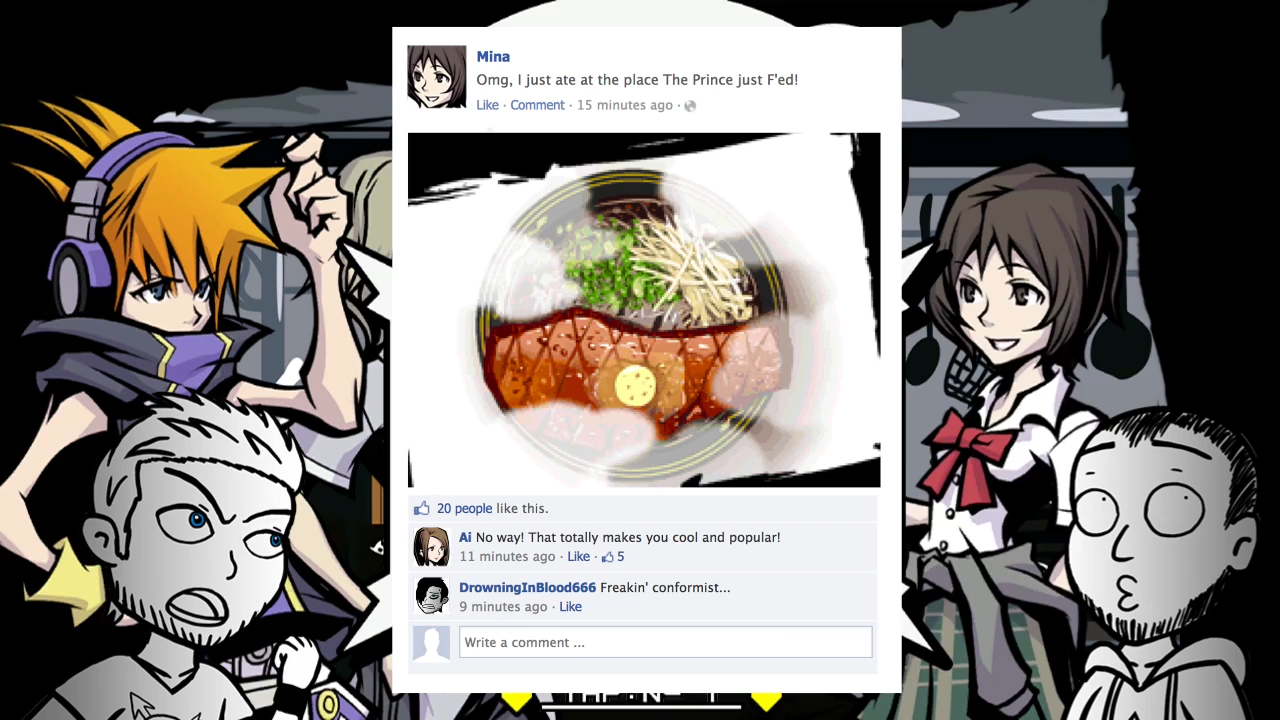 Mina
Omg, I just ate at the place The Prince just F'ed!
Like · Comment · 15 minutes ago ·
20 people like this.
Ai No way! That totally makes you cool and popular!
11 minutes ago · Like · 5
DrowningInBlood666 Freakin' conformist...
9 minutes ago · Like
Write a comment ...